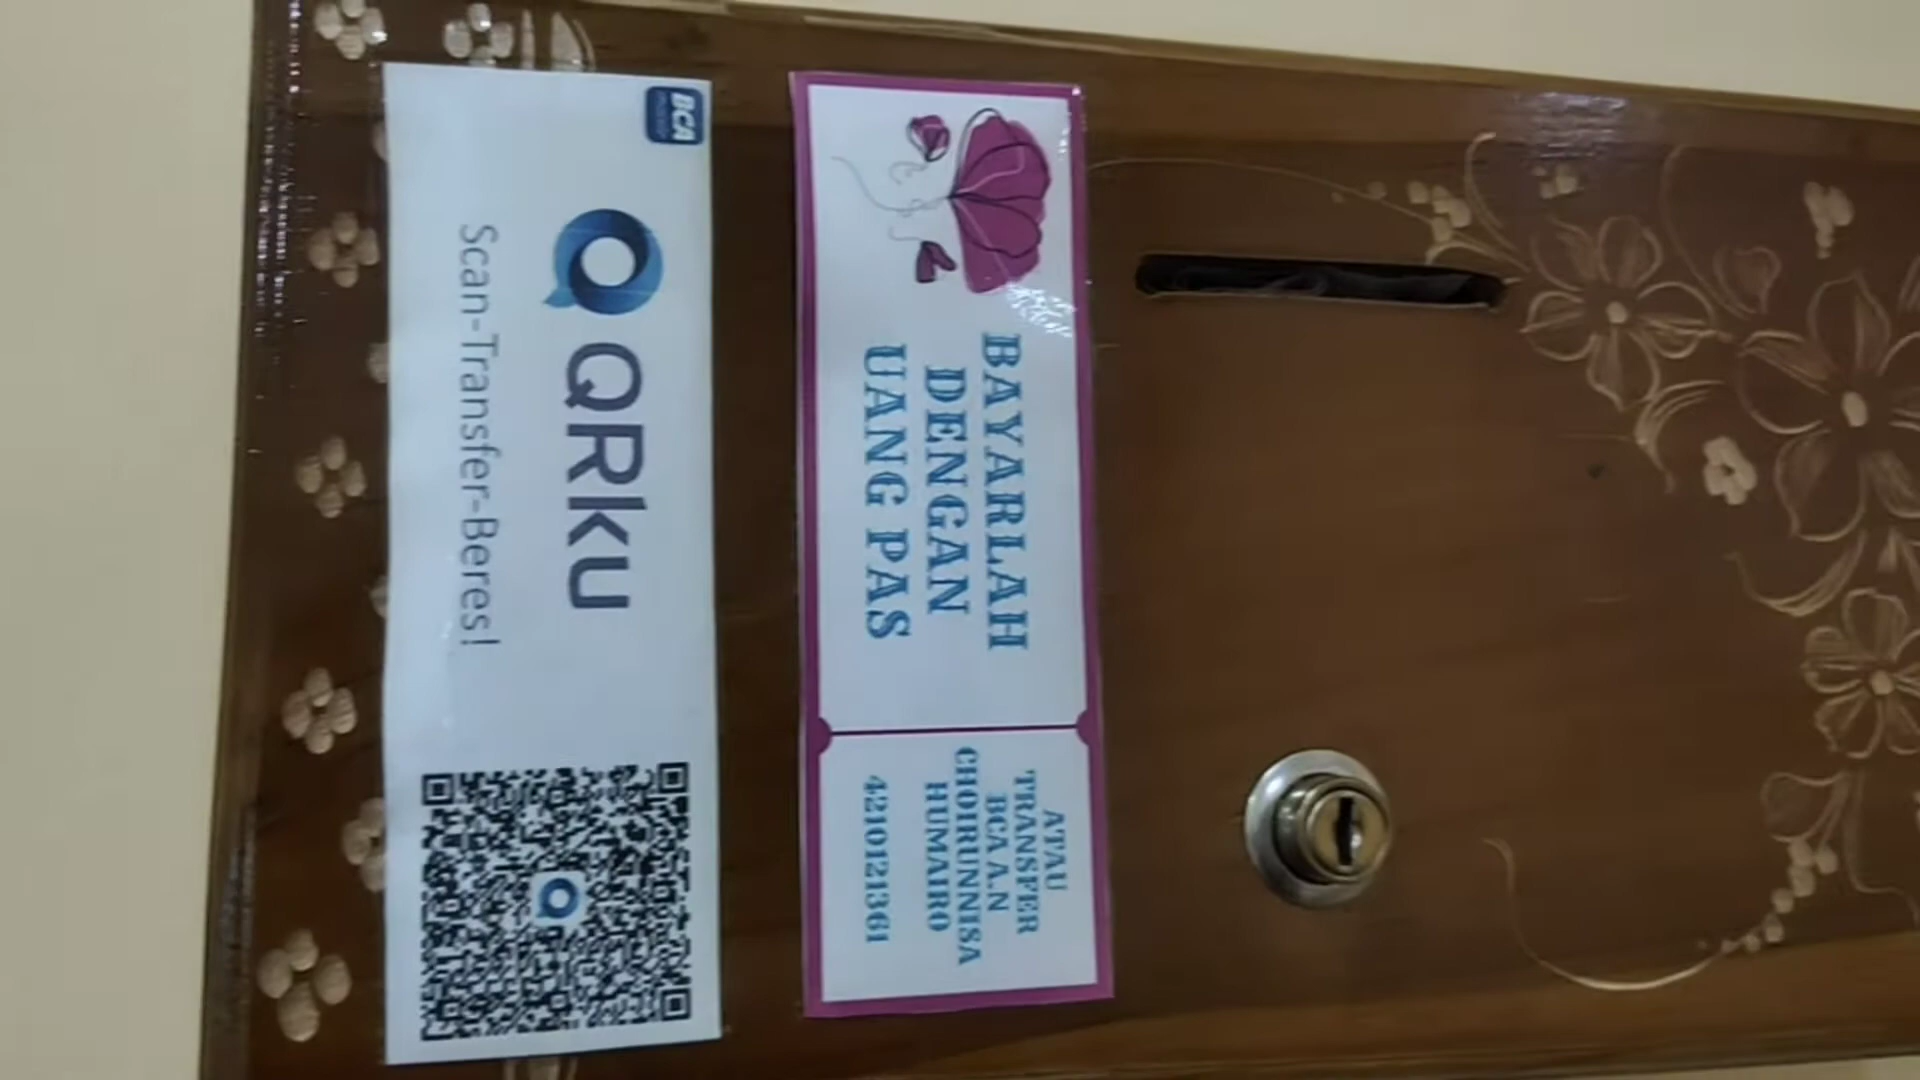 BAYARLAH
DENGAN
UANG PAS
ATAU
TRANSFER
BCA A.N
CHOIRUNNISA
HUMAIRO
4210121361
BCA
QRku
Scan-Transfer-Beres!